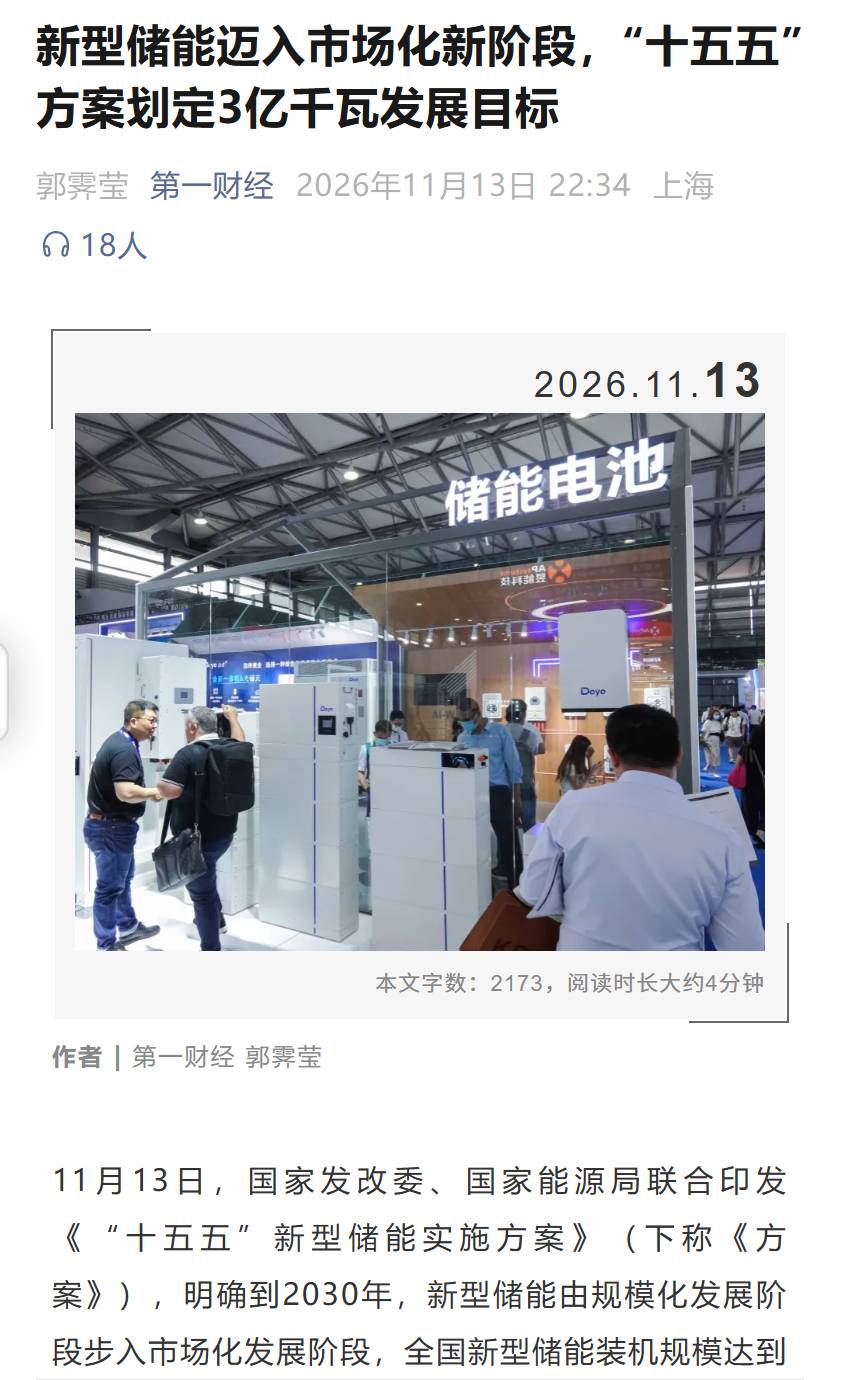 新型储能迈入市场化新阶段，“十五五”
方案划定3亿千瓦发展目标
郭霁莹 第一财经 2026年11月13日 22:34 上海
18人
2026.11.13
储能电池
Deye
Deye
本文字数：2173，阅读时长大约4分钟
作者 | 第一财经 郭霁莹
11月13日，国家发改委、国家能源局联合印发
《“十五五”新型储能实施方案》（下称《方
案》），明确到2030年，新型储能由规模化发展阶
段步入市场化发展阶段，全国新型储能装机规模达到